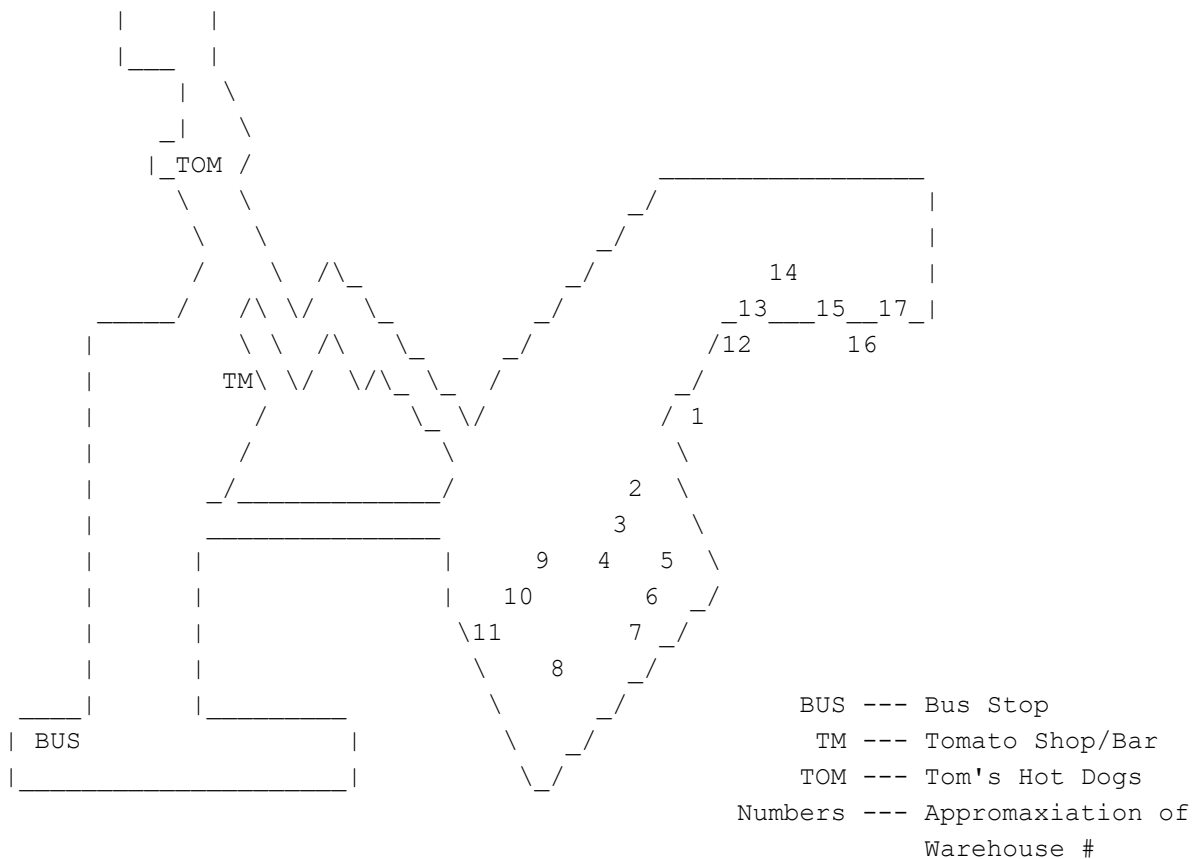 TOM
14
13 15 17
12 16
TM
1
2
3
9 4 5
10 6
11 7
8
BUS --- Bus Stop
BUS TM --- Tomato Shop/Bar
TOM --- Tom's Hot Dogs
Numbers --- Appromaxiation of
Warehouse #